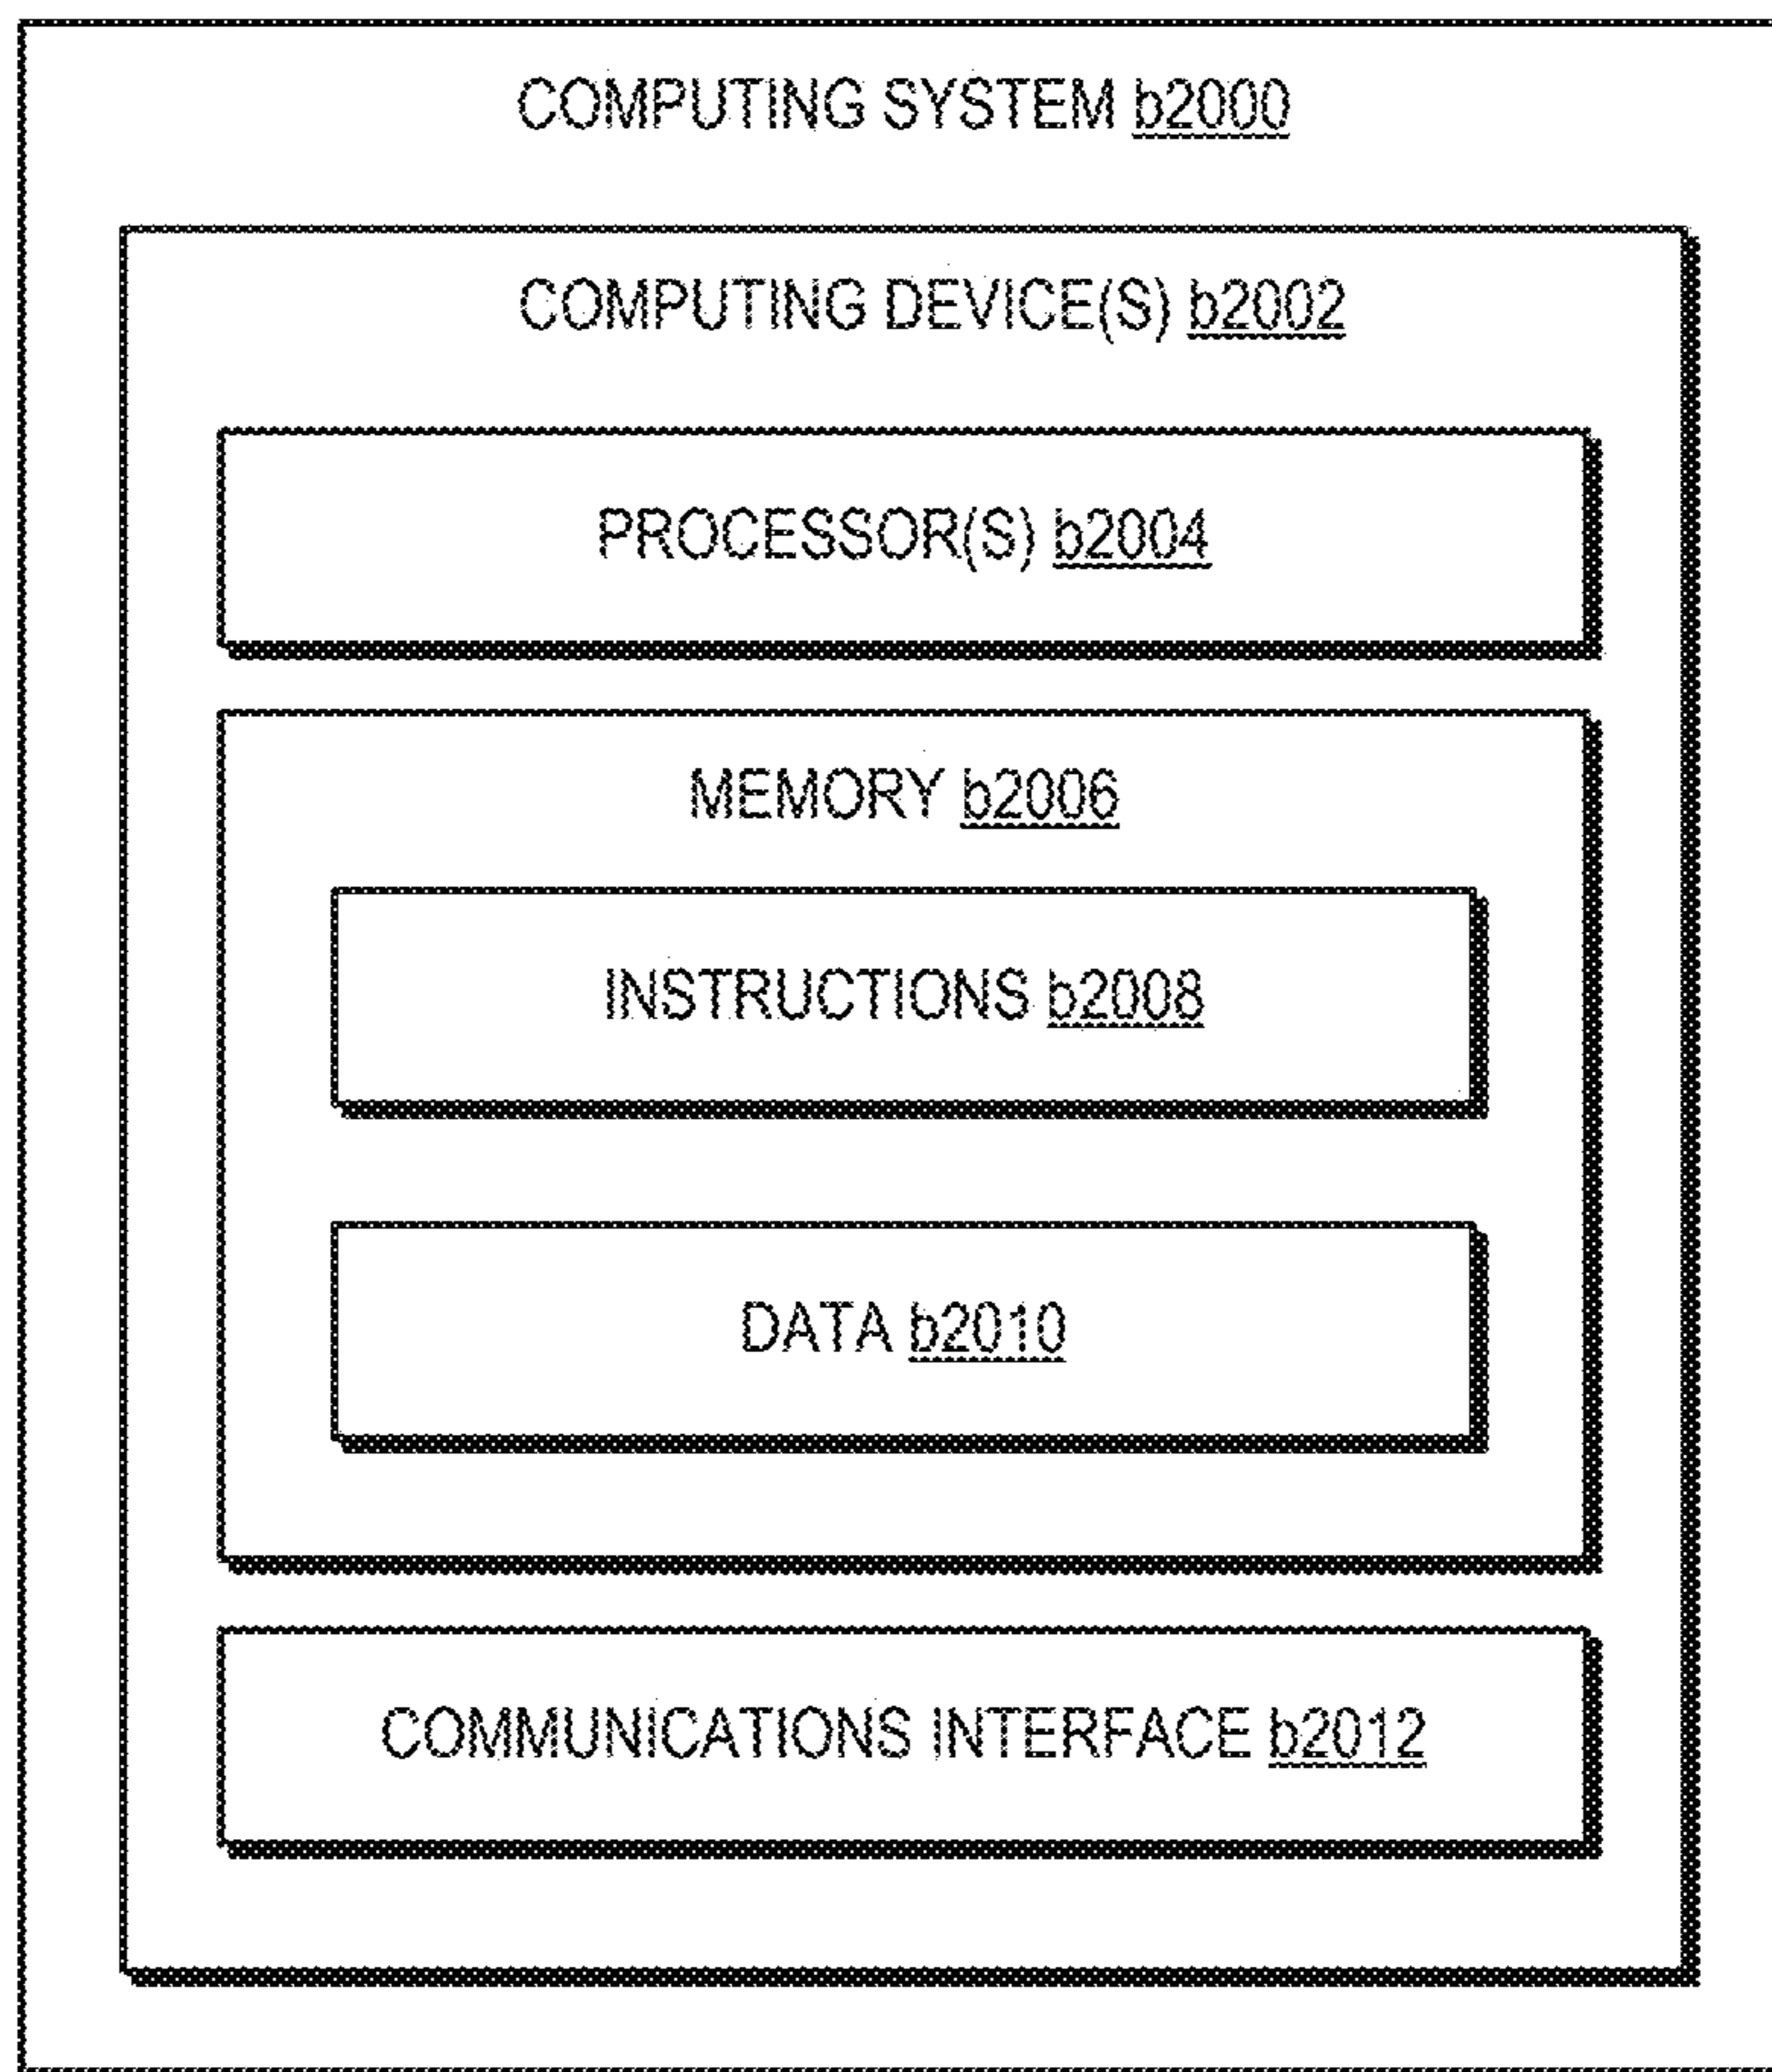 COMPUTING SYSTEM b2000
COMPUTING DEVICE(S) b2002
PROCESSOR(S) b2004
MEMORY b2006
INSTRUCTIONS b2008
DATA b2010
COMMUNICATIONS INTERFACE b2012